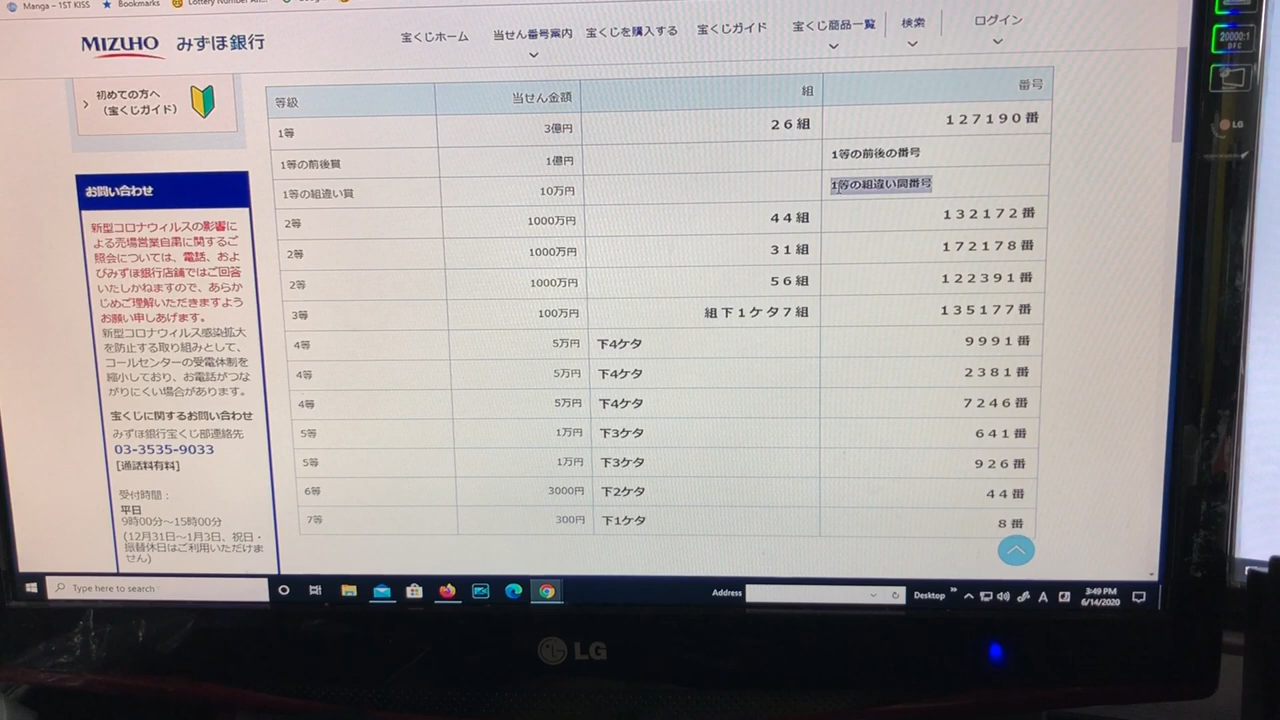 Manga – 1ST KISS
Bookmarks
Lottery Number
MIZUHO みずほ銀行
宝くじホーム 当せん番号案内 宝くじを購入する 宝くじガイド 宝くじ商品一覧 検索 ログイン
初めての方へ
(宝くじガイド)
お問い合わせ
新型コロナウィルスの影響に
よる売場営業自粛に関するご
照会については、電話、およ
びみずほ銀行店舗ではご回答
いたしかねますので、あらか
じめご理解いただきますよう
お願い申しあげます。
新型コロナウィルス感染拡大
を防止する取り組みとして、
コールセンターの受電体制を
縮小しており、お電話がつな
がりにくい場合があります。
宝くじに関するお問い合わせ
みずほ銀行宝くじ部連絡先
03-3535-9033
[通話料有料]
受付時間：
平日
9時00分～15時00分
(12月31日～1月3日、祝日・
振替休日はご利用いただけま
せん)
等級 当せん金額 組 番号
1等 3億円 26組 127190番
1等の前後賞 1億円 1等の前後の番号
1等の組違い賞 10万円 1等の組違い同番号
2等 1000万円 44組 132172番
2等 1000万円 31組 172178番
2等 1000万円 56組 122391番
3等 100万円 組下1ケタ7組 135177番
4等 5万円 下4ケタ 9991番
4等 5万円 下4ケタ 2381番
4等 5万円 下4ケタ 7246番
5等 1万円 下3ケタ 641番
5等 1万円 下3ケタ 926番
6等 3000円 下2ケタ 44番
7等 300円 下1ケタ 8番
Type here to search
Address
Desktop
A
3:49 PM
6/14/2020
LG
20000:1
DFC
LG